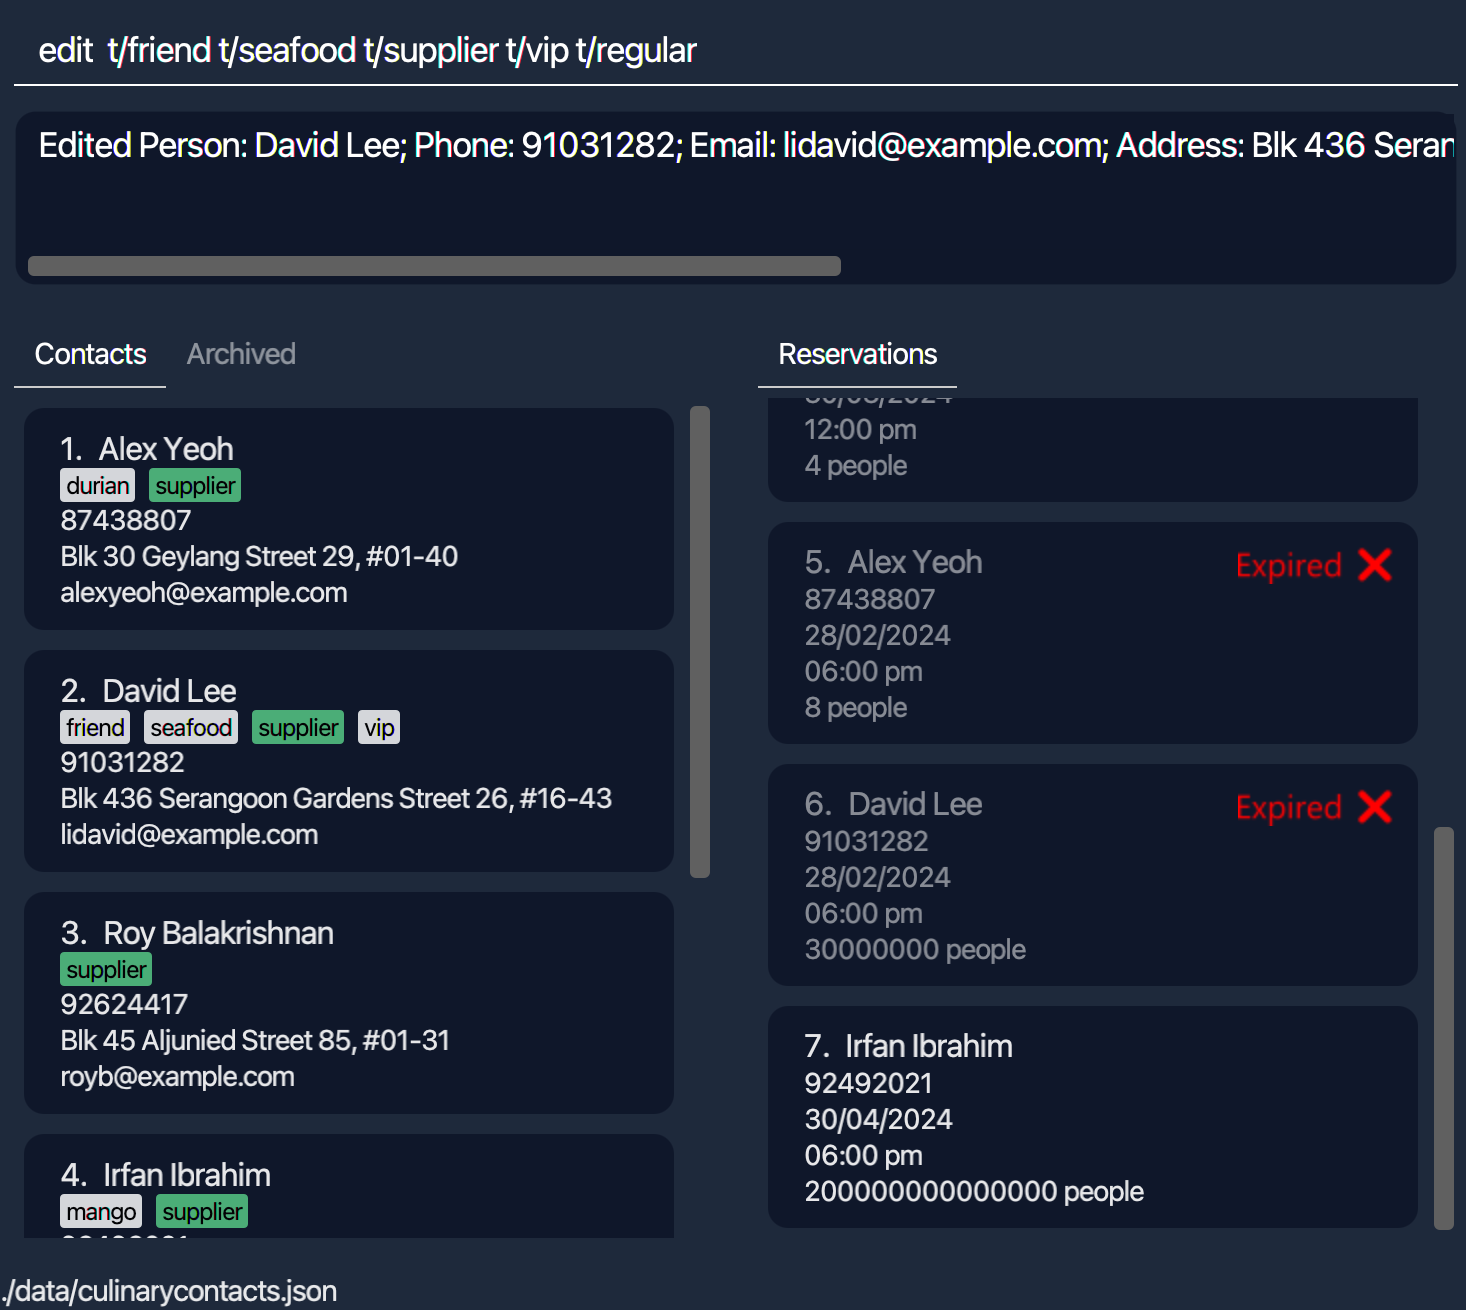 edit  t/friend t/seafood t/supplier t/vip t/regular
Edited Person: David Lee; Phone: 91031282; Email: lidavid@example.com; Address: Blk 436 Seran
Contacts
Archived
1. Alex Yeoh
durian supplier
87438807
Blk 30 Geylang Street 29, #01-40
alexyeoh@example.com
2. David Lee
friend seafood supplier vip
91031282
Blk 436 Serangoon Gardens Street 26, #16-43
lidavid@example.com
3. Roy Balakrishnan
supplier
92624417
Blk 45 Aljunied Street 85, #01-31
royb@example.com
4. Irfan Ibrahim
mango supplier
Reservations
12:00 pm
4 people
5. Alex Yeoh
Expired ❌
87438807
28/02/2024
06:00 pm
8 people
6. David Lee
Expired ❌
91031282
28/02/2024
06:00 pm
30000000 people
7. Irfan Ibrahim
92492021
30/04/2024
06:00 pm
200000000000000 people
./data/culinarycontacts.json